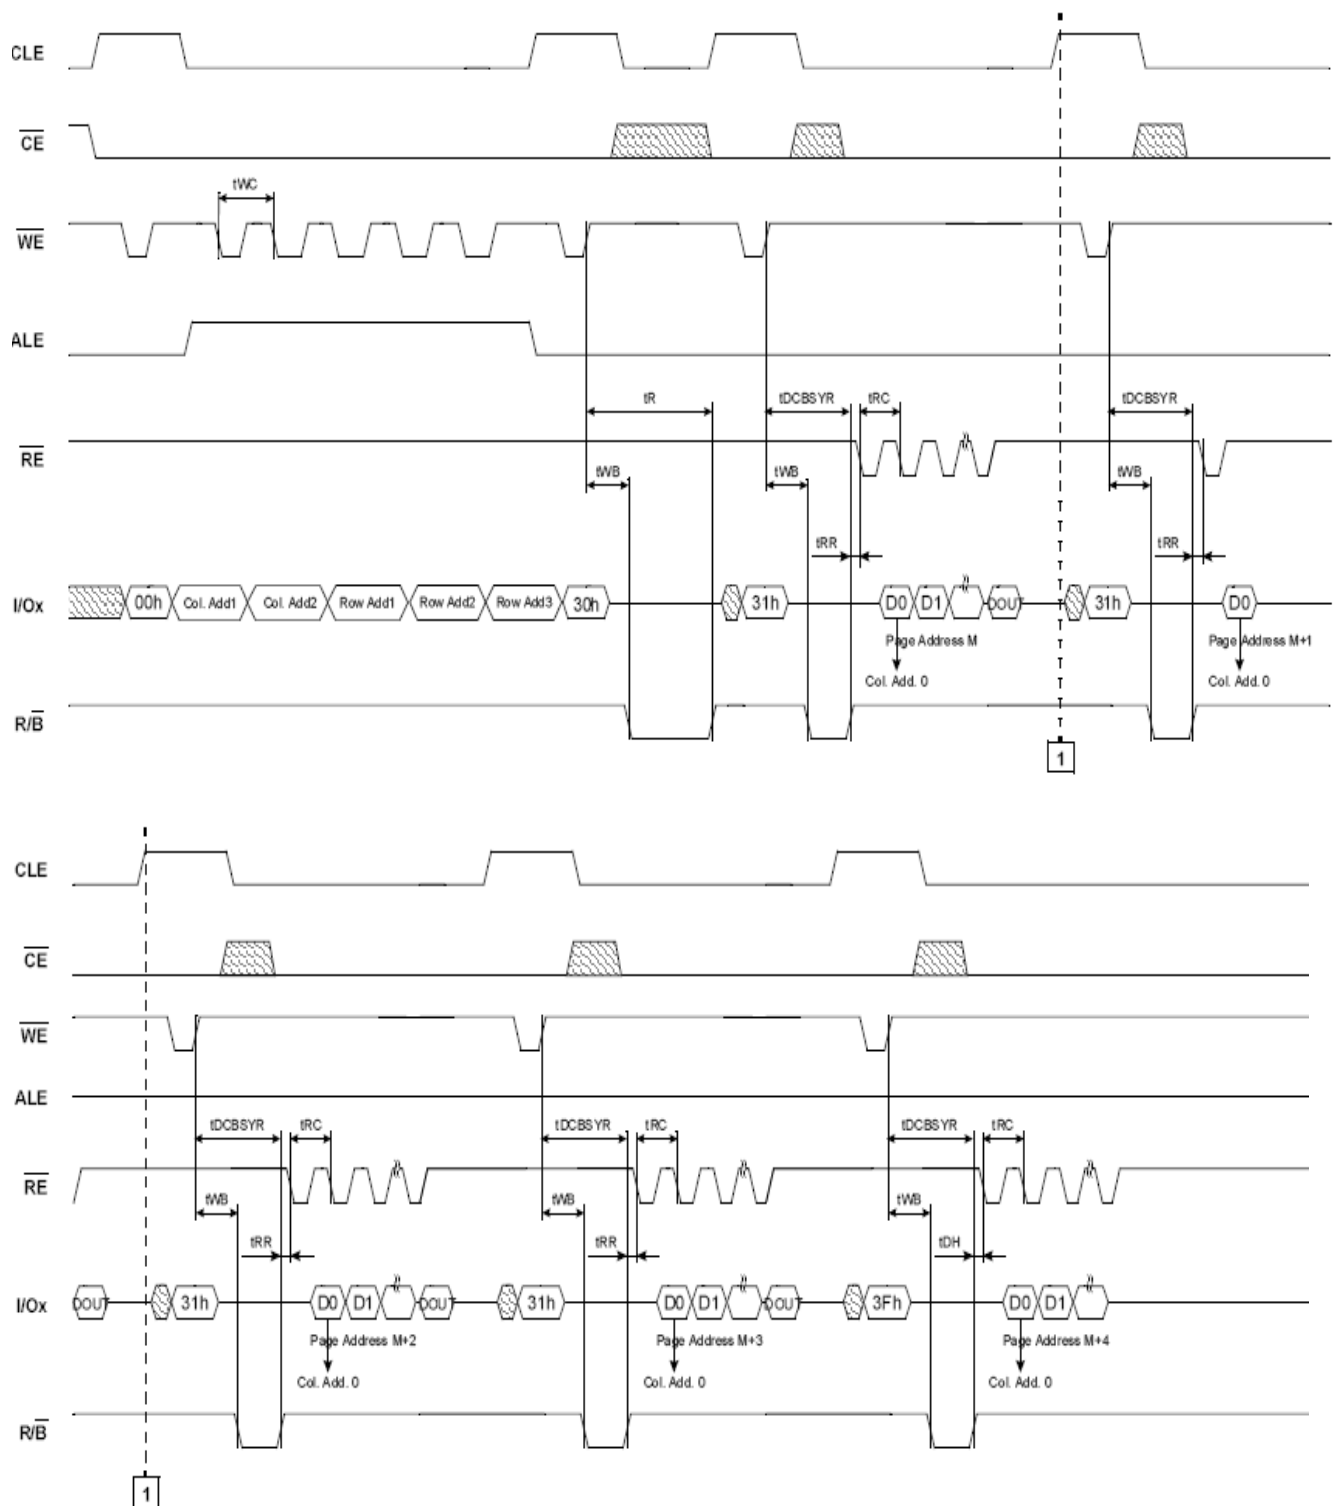 CLE
CE
tWC
WE
ALE
tR
tDCBSYR
tRC
tDCBSYR
RE
tWB
tWB
tWB
tRR
tRR
I/Ox
00h
Col. Add1
Col. Add2
Row Add1
Row Add2
Row Add3
30h
31h
D0
D1
DOUT
31h
D0
Page Address M
Page Address M+1
Col. Add. 0
Col. Add. 0
R/B
1
CLE
CE
WE
ALE
tDCBSYR
tRC
tDCBSYR
tRC
tDCBSYR
tRC
RE
tWB
tWB
tWB
tRR
tRR
tDH
I/Ox
DOUT
31h
D0
D1
DOUT
31h
D0
D1
DOUT
3Fh
D0
D1
Page Address M+2
Page Address M+3
Page Address M+4
Col. Add. 0
Col. Add. 0
Col. Add. 0
R/B
1